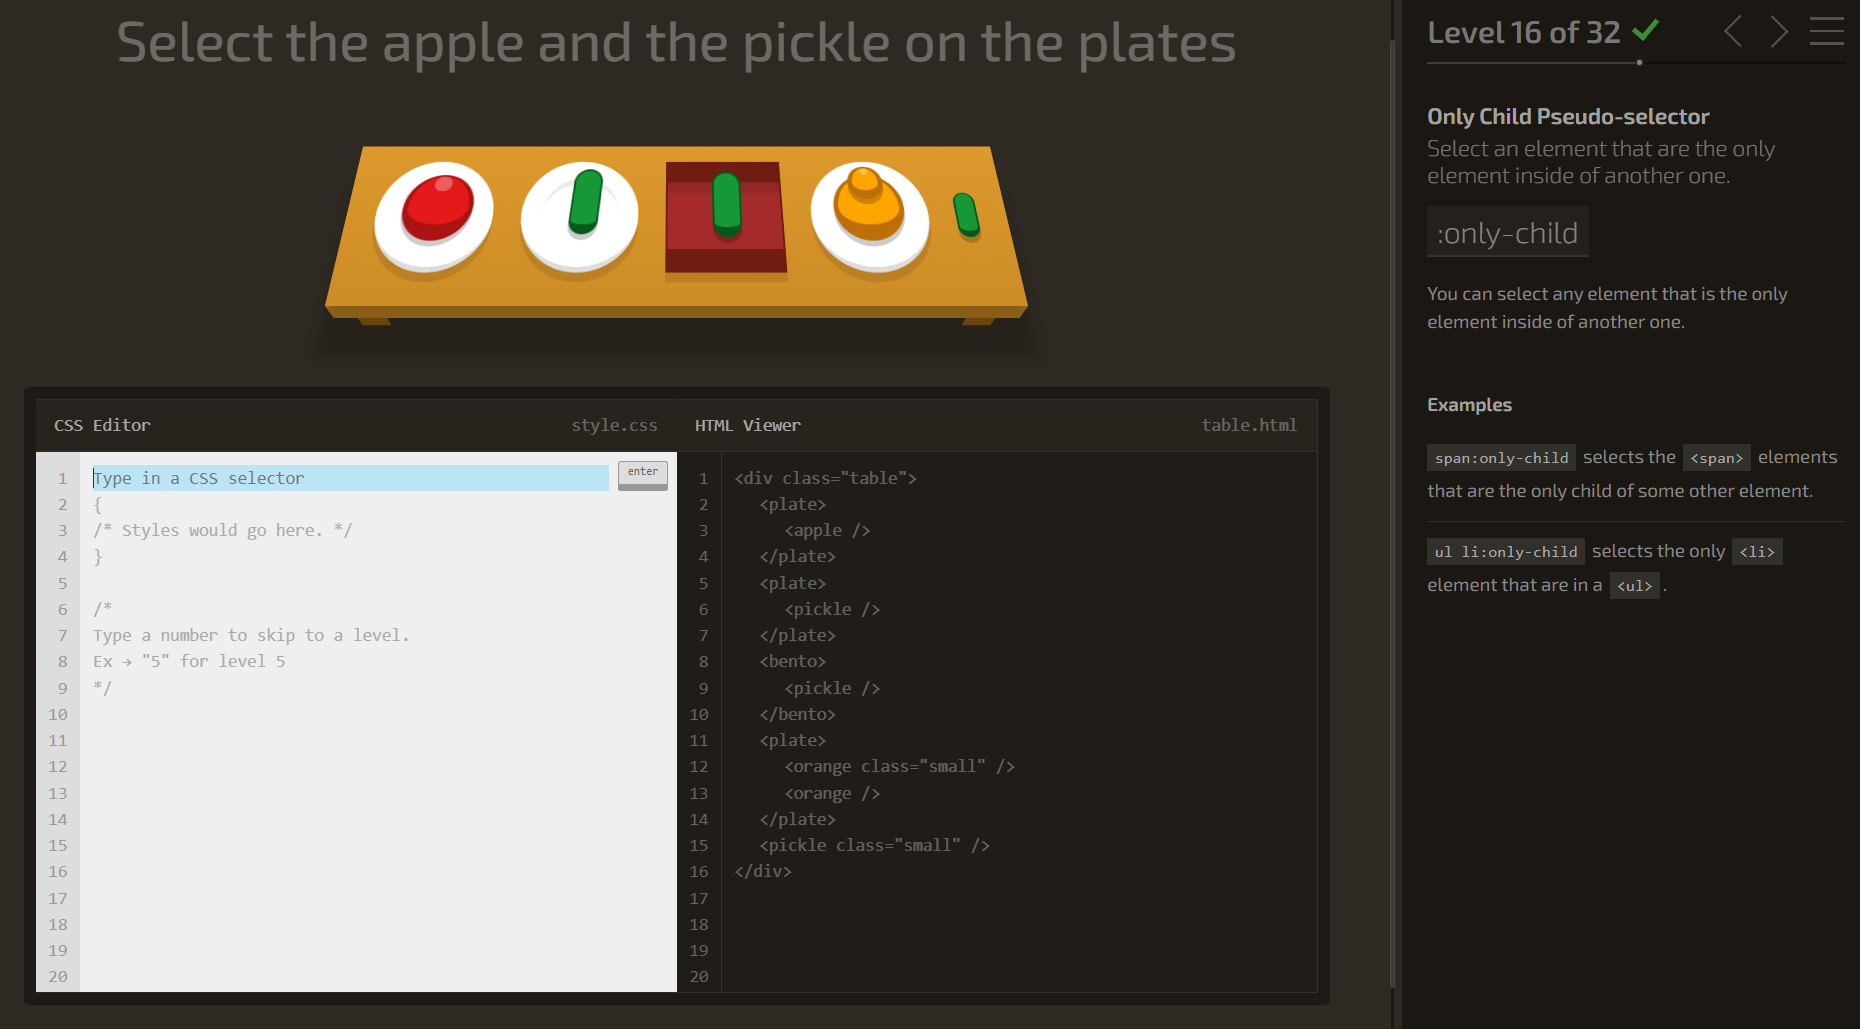 Select the apple and the pickle on the plates
CSS Editor style.css
1 Type in a CSS selector enter
2 {
3 /* Styles would go here. */
4 }
5
6 /*
7 Type a number to skip to a level.
8 Ex → "5" for level 5
9 */
10
11
12
13
14
15
16
17
18
19
20
HTML Viewer table.html
1 <div class="table">
2 <plate>
3 <apple />
4 </plate>
5 <plate>
6 <pickle />
7 </plate>
8 <bento>
9 <pickle />
10 </bento>
11 <plate>
12 <orange class="small" />
13 <orange />
14 </plate>
15 <pickle class="small" />
16 </div>
17
18
19
20
Level 16 of 32
Only Child Pseudo-selector
Select an element that are the only
element inside of another one.
:only-child
You can select any element that is the only
element inside of another one.
Examples
span:only-child selects the <span> elements
that are the only child of some other element.
ul li:only-child selects the only <li>
element that are in a <ul> .